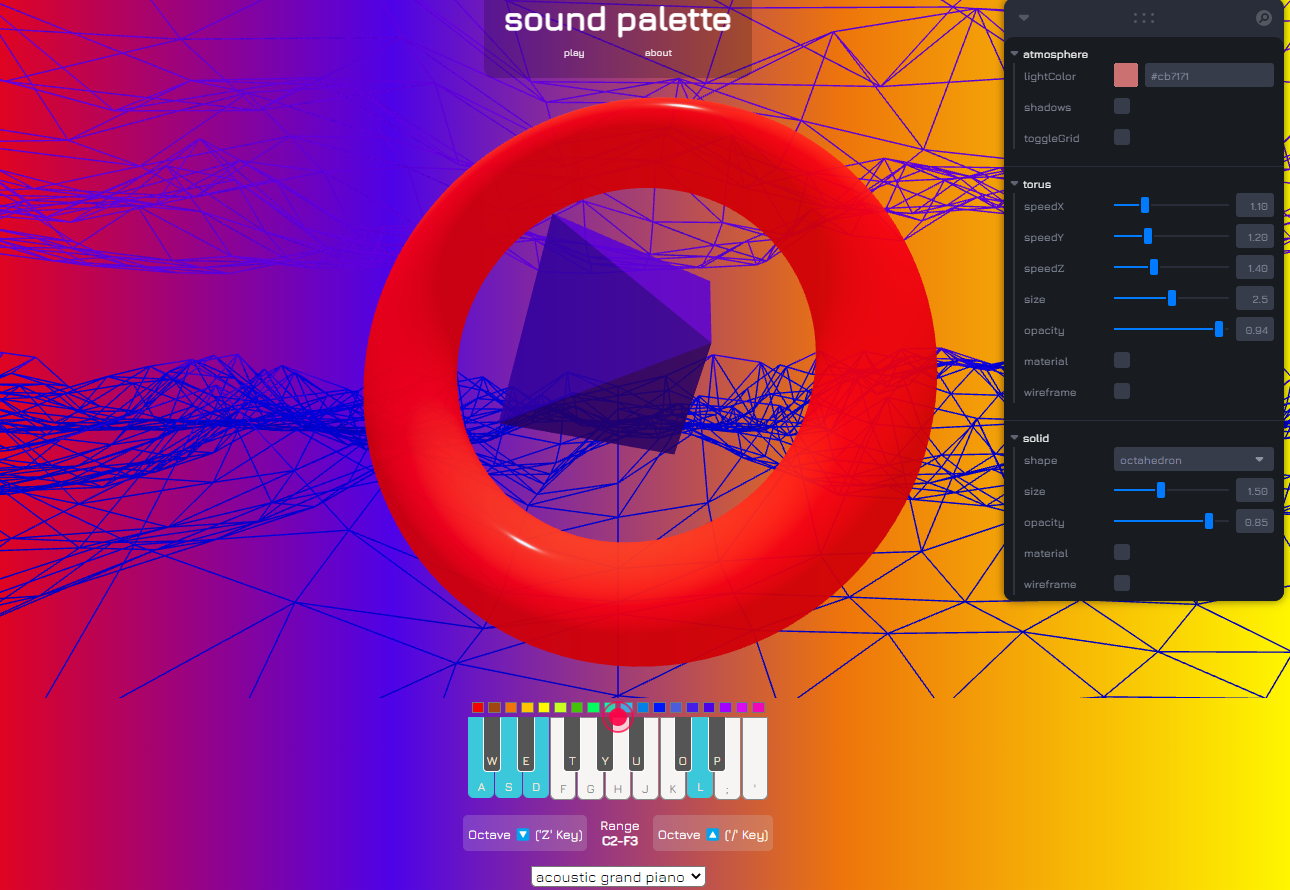 sound palette
play about
atmosphere
lightColor #cb7171
shadows
toggleGrid
torus
speedX 1.10
speedY 1.20
speedZ 1.40
size 2.5
opacity 0.94
material
wireframe
solid
shape octahedron
size 1.50
opacity 0.85
material
wireframe
W E T Y U O P
A S D F G H J K L ; '
Octave 🔽 ('Z' Key)
Range
C2-F3
Octave 🔼 ('/' Key)
acoustic grand piano